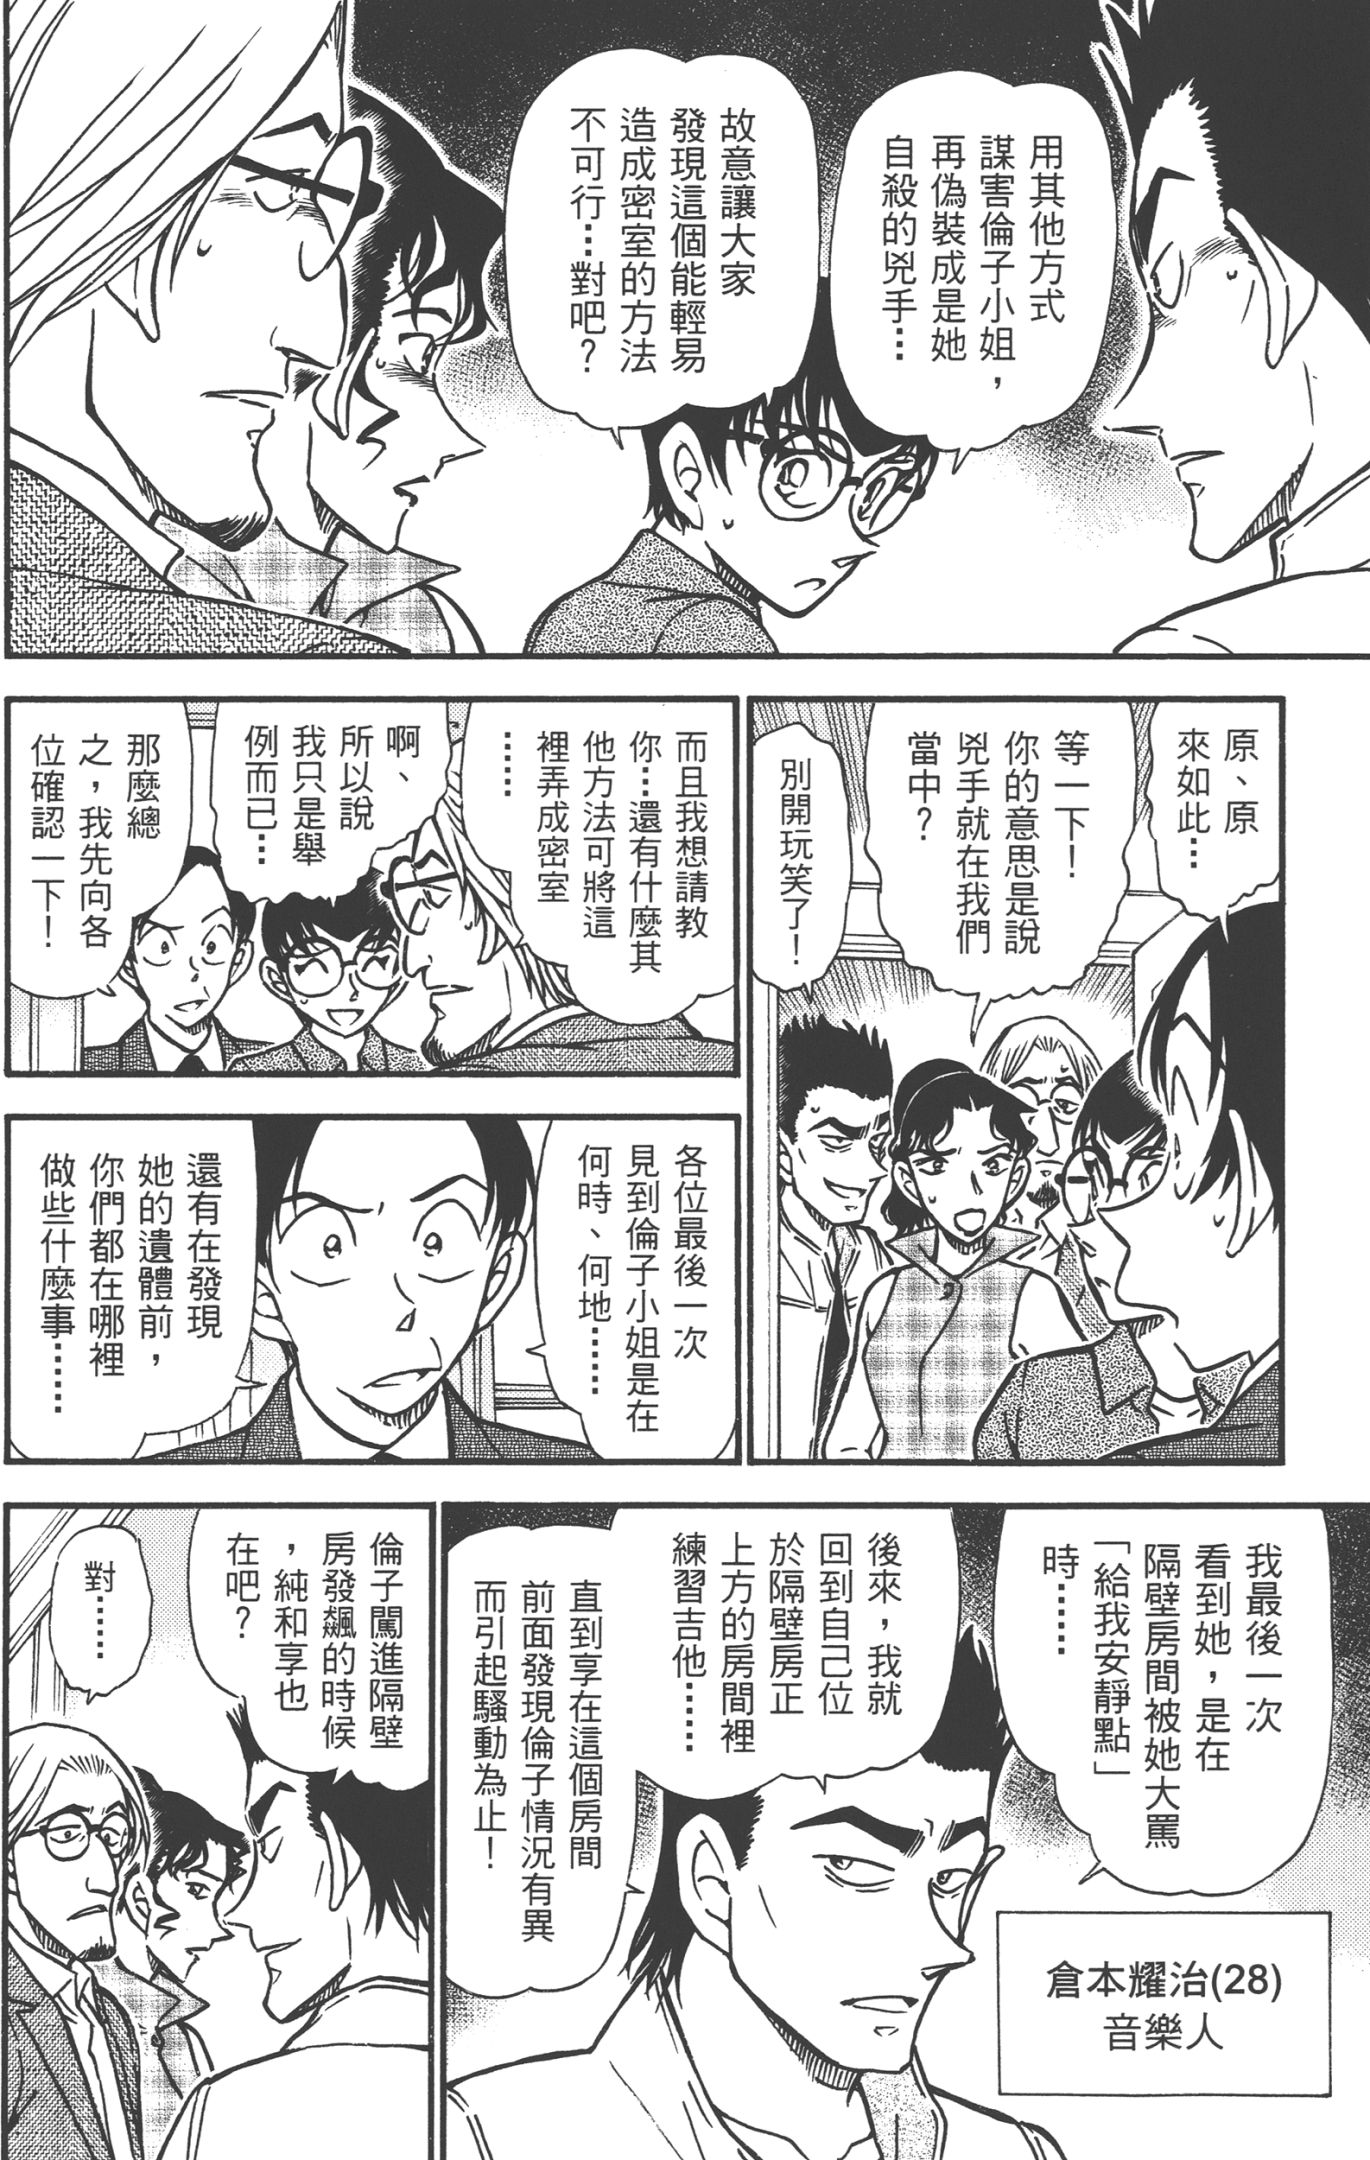 用其他方式
謀害倫子小姐，
再偽裝成是她
自殺的兇手…
故意讓大家
發現這個能輕易
造成密室的方法
不可行…對吧？
原、原
來如此…
等一下！
你的意思是說
兇手就在我們
當中？
別開玩笑了！
而且我想請教
你…還有什麼其
他方法可將這
裡弄成密室
……
啊、
所以說
我只是舉
例而已…
那麼總
之，我先向各
位確認一下！
各位最後一次
見到倫子小姐是在
何時、何地……
還有在發現
她的遺體前，
你們都在哪裡
做些什麼事……
我最後一次
看到她，是在
隔壁房間被她大罵
「給我安靜點」
時……
後來，我就
回到自己位
於隔壁房正
上方的房間裡
練習吉他……
直到享在這個房間
前面發現倫子情況有異
而引起騷動為止！
倉本耀治(28)
音樂人
倫子闖進隔壁
房發飆的時候
，純和享也
在吧？
對……